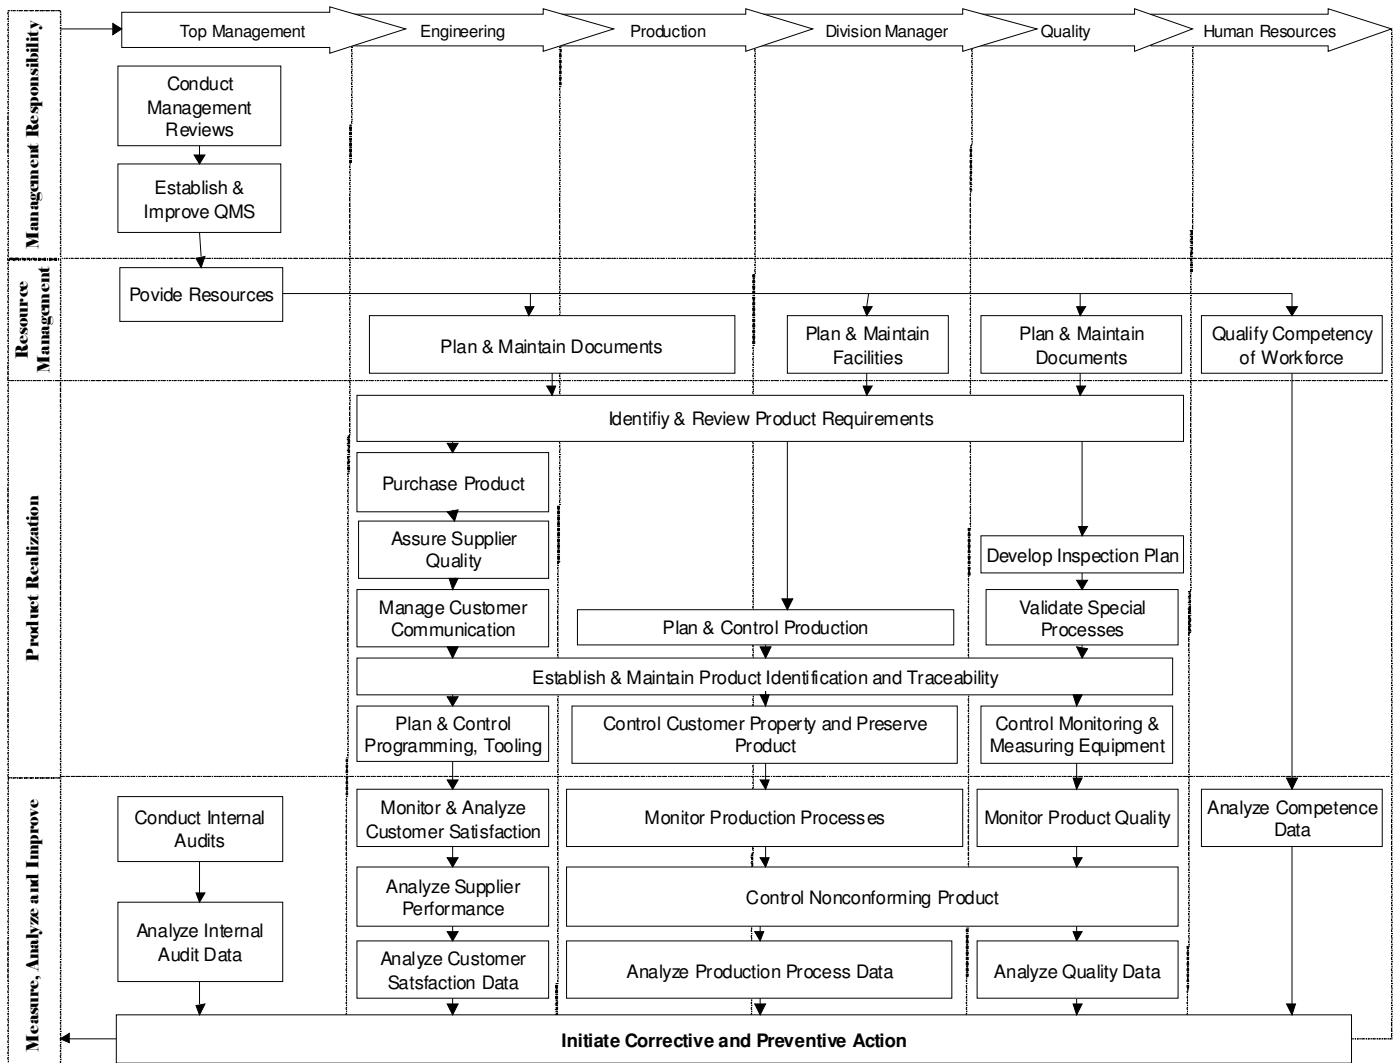 Top Management
Engineering
Production
Division Manager
Quality
Human Resources
Management Responsibility
Conduct
Management
Reviews
Establish &
Improve QMS
Resource
Management
Povide Resources
Plan & Maintain Documents
Plan & Maintain
Facilities
Plan & Maintain
Documents
Qualify Competency
of Workforce
Product Realization
Identifiy & Review Product Requirements
Purchase Product
Assure Supplier
Quality
Develop Inspection Plan
Manage Customer
Communication
Plan & Control Production
Validate Special
Processes
Establish & Maintain Product Identification and Traceability
Plan & Control
Programming, Tooling
Control Customer Property and Preserve
Product
Control Monitoring &
Measuring Equipment
Measure, Analyze and Improve
Conduct Internal
Audits
Monitor & Analyze
Customer Satisfaction
Monitor Production Processes
Monitor Product Quality
Analyze Competence
Data
Analyze Supplier
Performance
Control Nonconforming Product
Analyze Internal
Audit Data
Analyze Customer
Satisfaction Data
Analyze Production Process Data
Analyze Quality Data
Initiate Corrective and Preventive Action